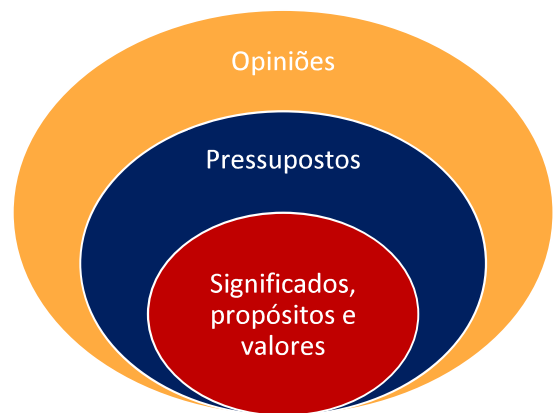 Opiniões
Pressupostos
Significados,
propósitos e
valores